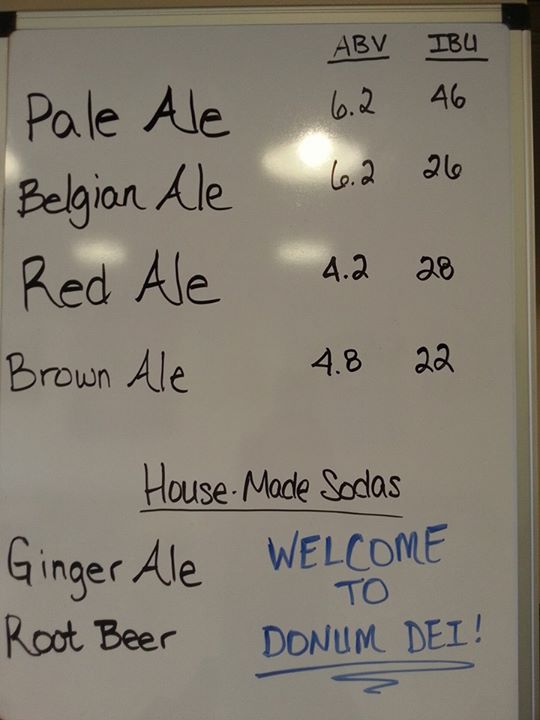 ABV IBU
Pale Ale 6.2 46
Belgian Ale 6.2 26
Red Ale 4.2 28
Brown Ale 4.8 22
House-Made Sodas
Ginger Ale
Root Beer
WELCOME
TO
DONUM DEI!